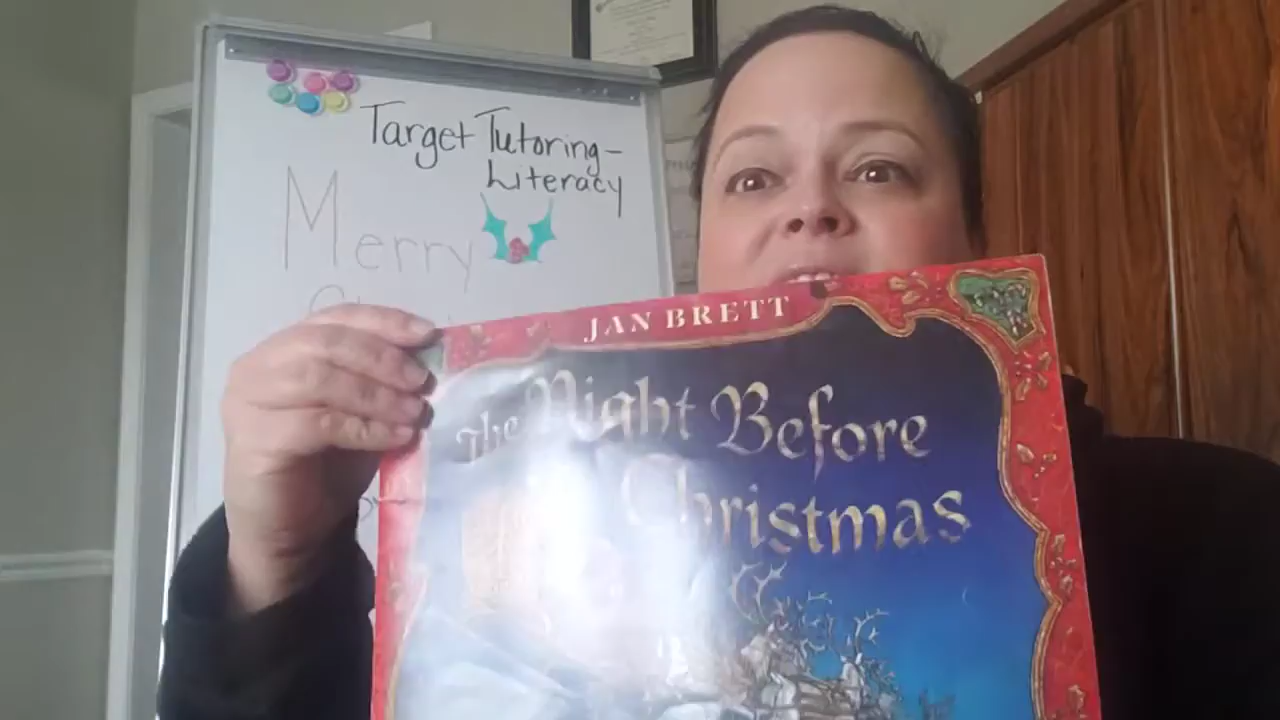 Target Tutoring-
Literacy
Merry
JAN BRETT
The Night Before
Christmas